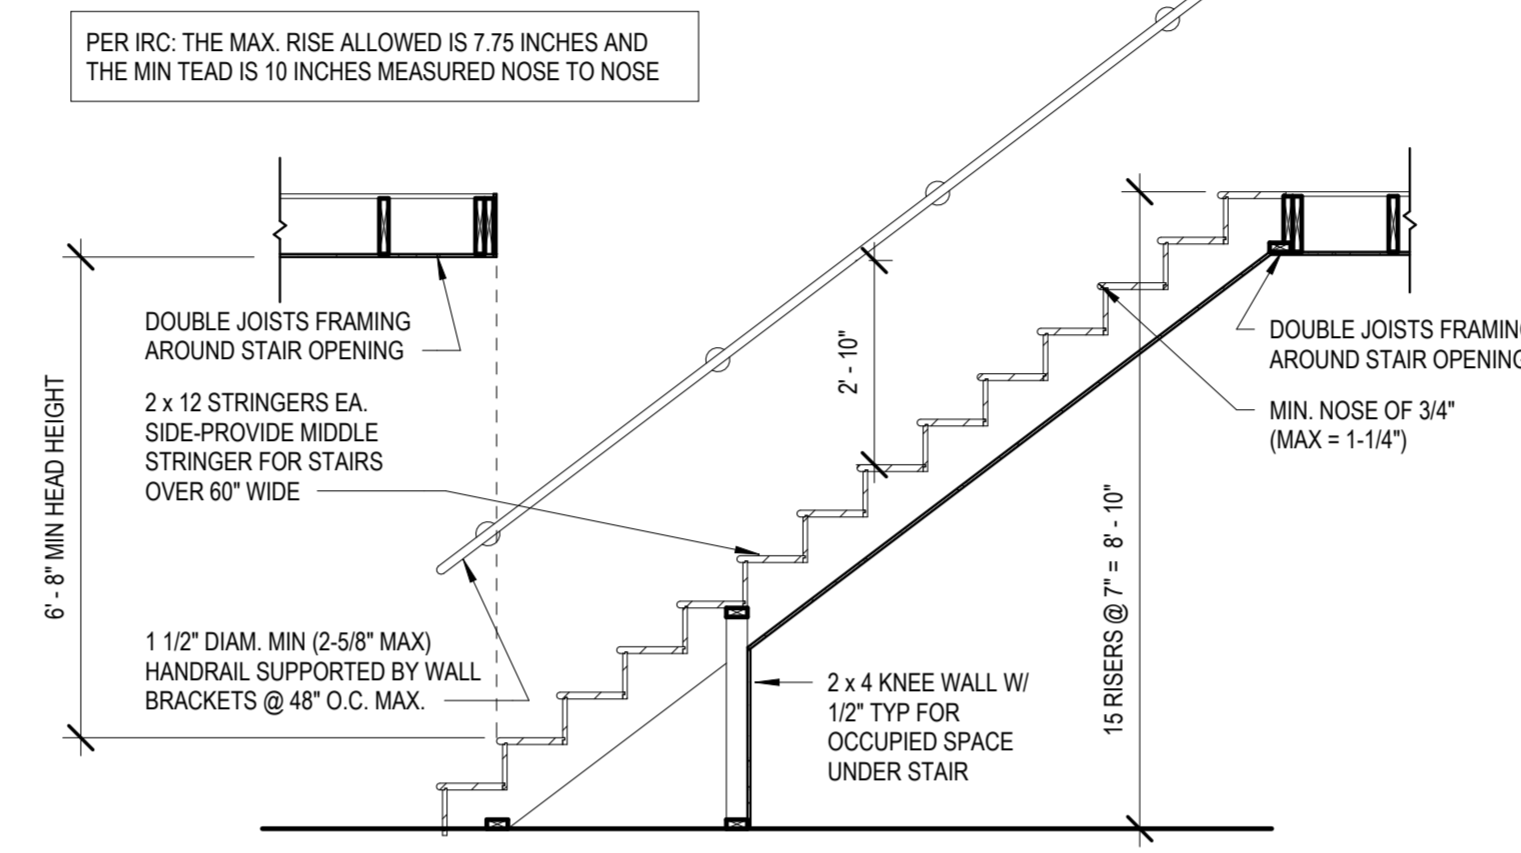 PER IRC: THE MAX. RISE ALLOWED IS 7.75 INCHES AND
THE MIN TEAD IS 10 INCHES MEASURED NOSE TO NOSE
DOUBLE JOISTS FRAMING
AROUND STAIR OPENING
2 x 12 STRINGERS EA.
SIDE-PROVIDE MIDDLE
STRINGER FOR STAIRS
OVER 60" WIDE
6' - 8" MIN HEAD HEIGHT
1 1/2" DIAM. MIN (2-5/8" MAX)
HANDRAIL SUPPORTED BY WALL
BRACKETS @ 48" O.C. MAX.
2' - 10"
2 x 4 KNEE WALL W/
1/2" TYP FOR
OCCUPIED SPACE
UNDER STAIR
15 RISERS @ 7" = 8' - 10"
DOUBLE JOISTS FRAMING
AROUND STAIR OPENING
MIN. NOSE OF 3/4"
(MAX = 1-1/4")